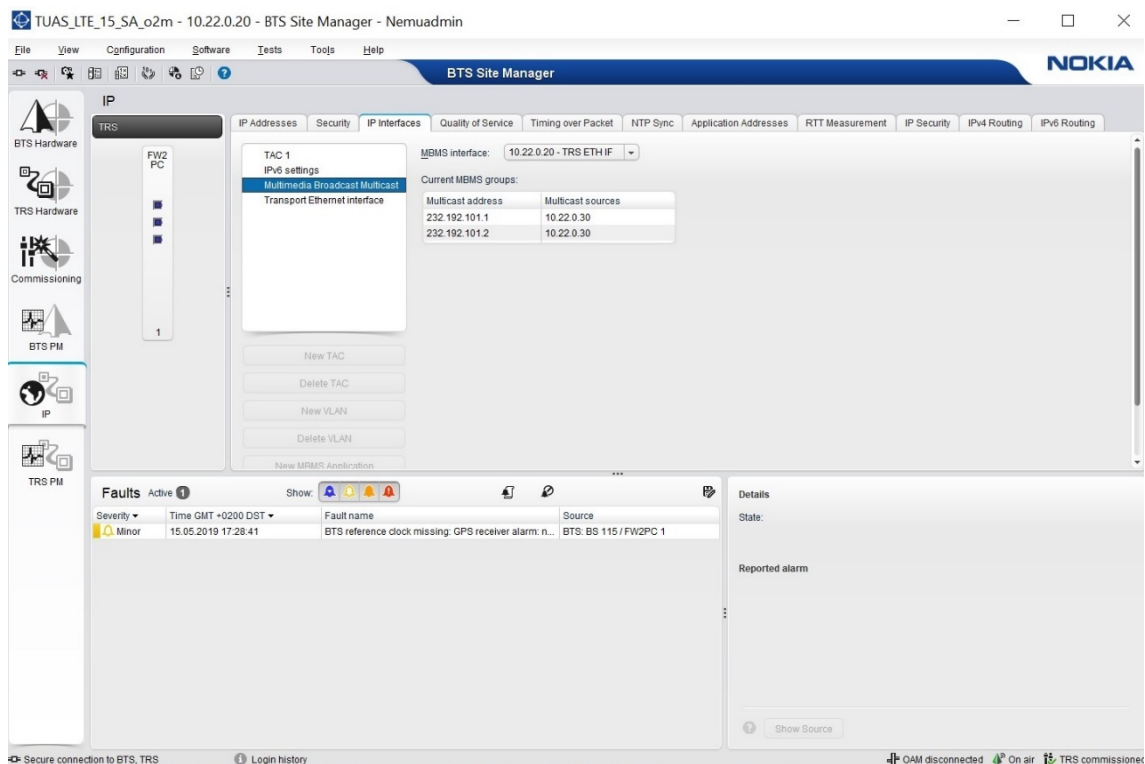 TUAS_LTE_15_SA_o2m - 10.22.0.20 - BTS Site Manager - Nemuadmin
File View Configuration Software Tests Tools Help
BTS Site Manager
NOKIA
BTS Hardware
TRS Hardware
Commissioning
BTS PM
IP
TRS PM
IP
TRS
FW2
PC
1
IP Addresses Security IP Interfaces Quality of Service Timing over Packet NTP Sync Application Addresses RTT Measurement IP Security IPv4 Routing IPv6 Routing
TAC 1
IPv6 settings
Multimedia Broadcast Multicast
Transport Ethernet interface
New TAC
Delete TAC
New VLAN
Delete VLAN
New MBMS Application
MBMS interface: 10.22.0.20 - TRS ETH IF
Current MBMS groups:
Multicast address Multicast sources
232.192.101.1 10.22.0.30
232.192.101.2 10.22.0.30
Faults Active 1 Show:
Severity Time GMT +0200 DST Fault name Source
Minor 15.05.2019 17:28:41 BTS reference clock missing: GPS receiver alarm: n... BTS: BS 115 / FW2PC 1
Details
State:
Reported alarm
Show Source
Secure connection to BTS, TRS Login history OAM disconnected On air TRS commissioned